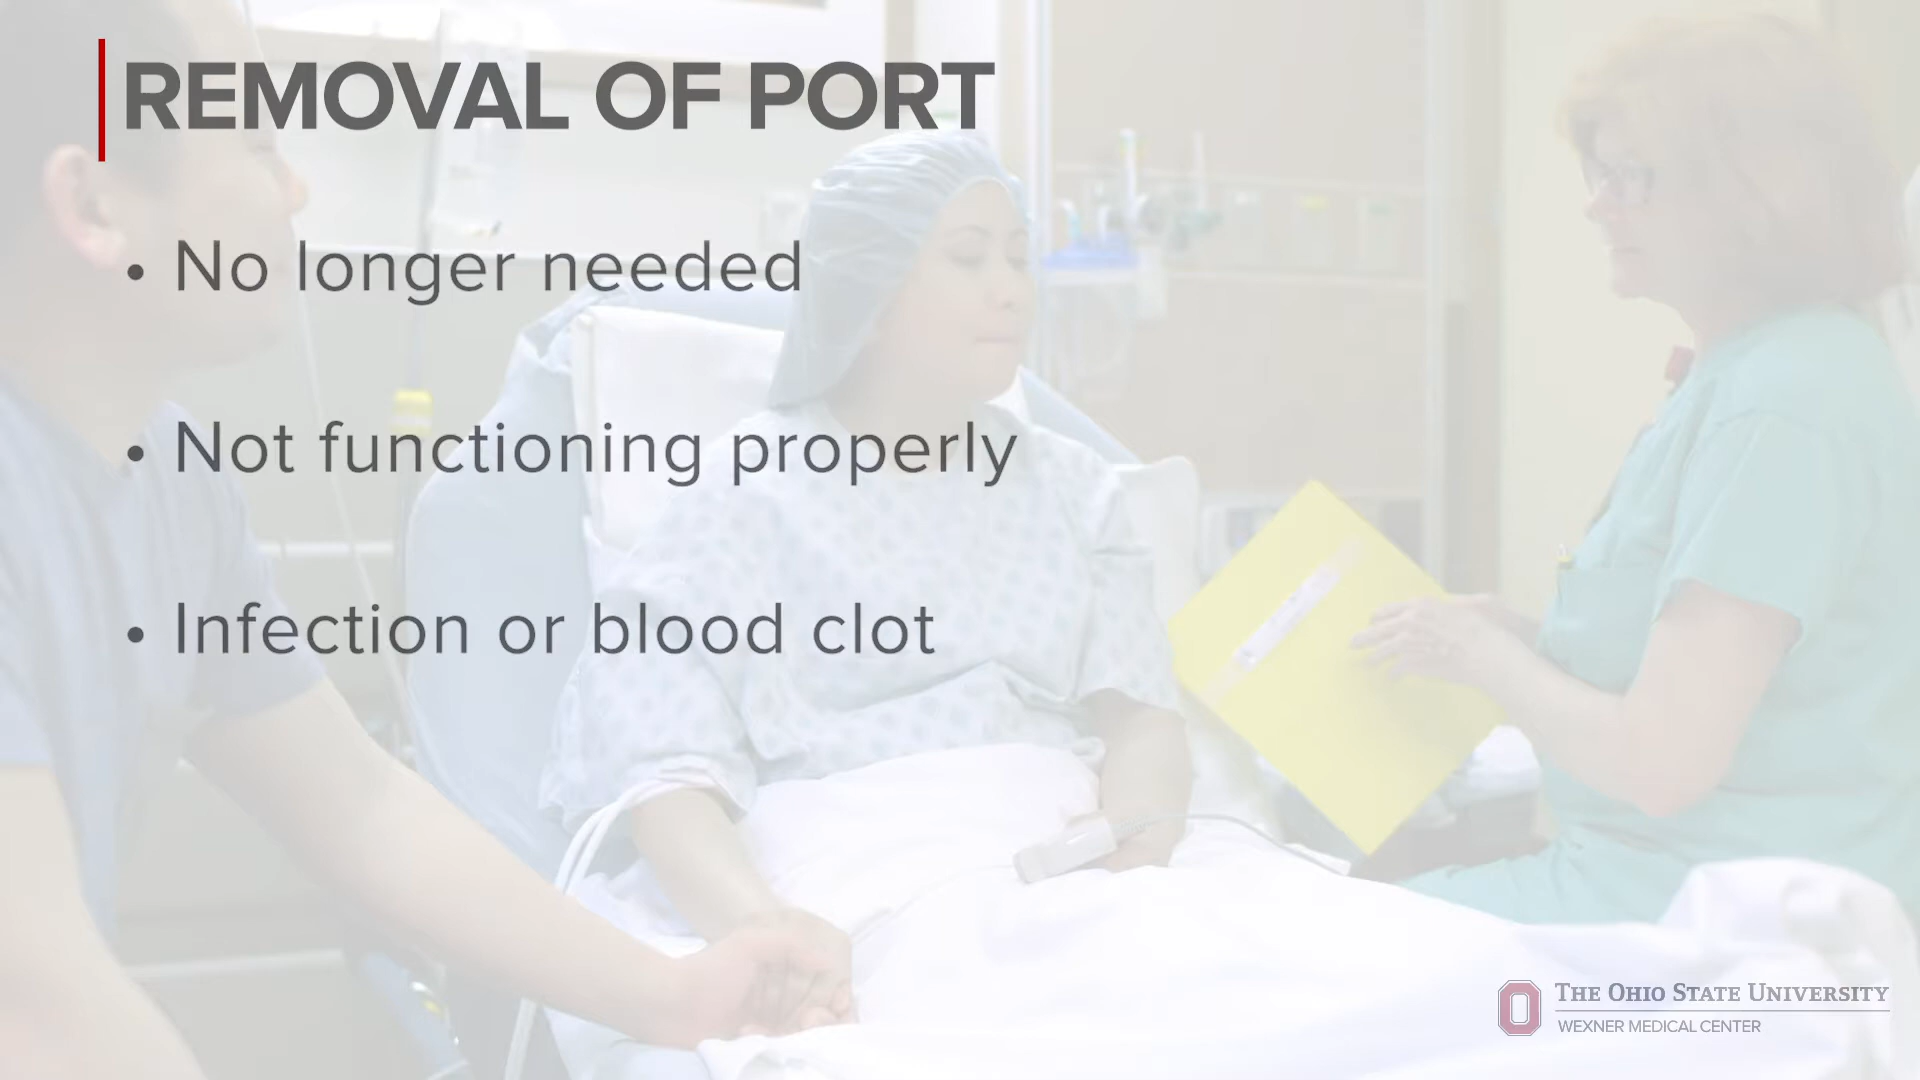 REMOVAL OF PORT
• No longer needed
• Not functioning properly
• Infection or blood clot
THE OHIO STATE UNIVERSITY
WEXNER MEDICAL CENTER